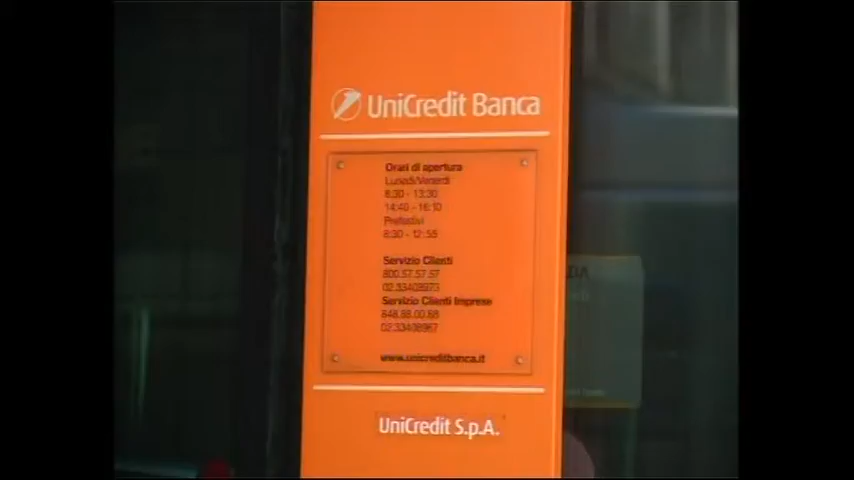 UniCredit Banca
Orari di apertura
Lunedì/Venerdì
8:30 - 13:30
14:40 - 16:10
Prefestivi
8:30 - 12:55
Servizio Clienti
800.57.57.57
02.33408973
Servizio Clienti Imprese
848.88.00.88
02.33408967
www.unicreditbanca.it
UniCredit S.p.A.